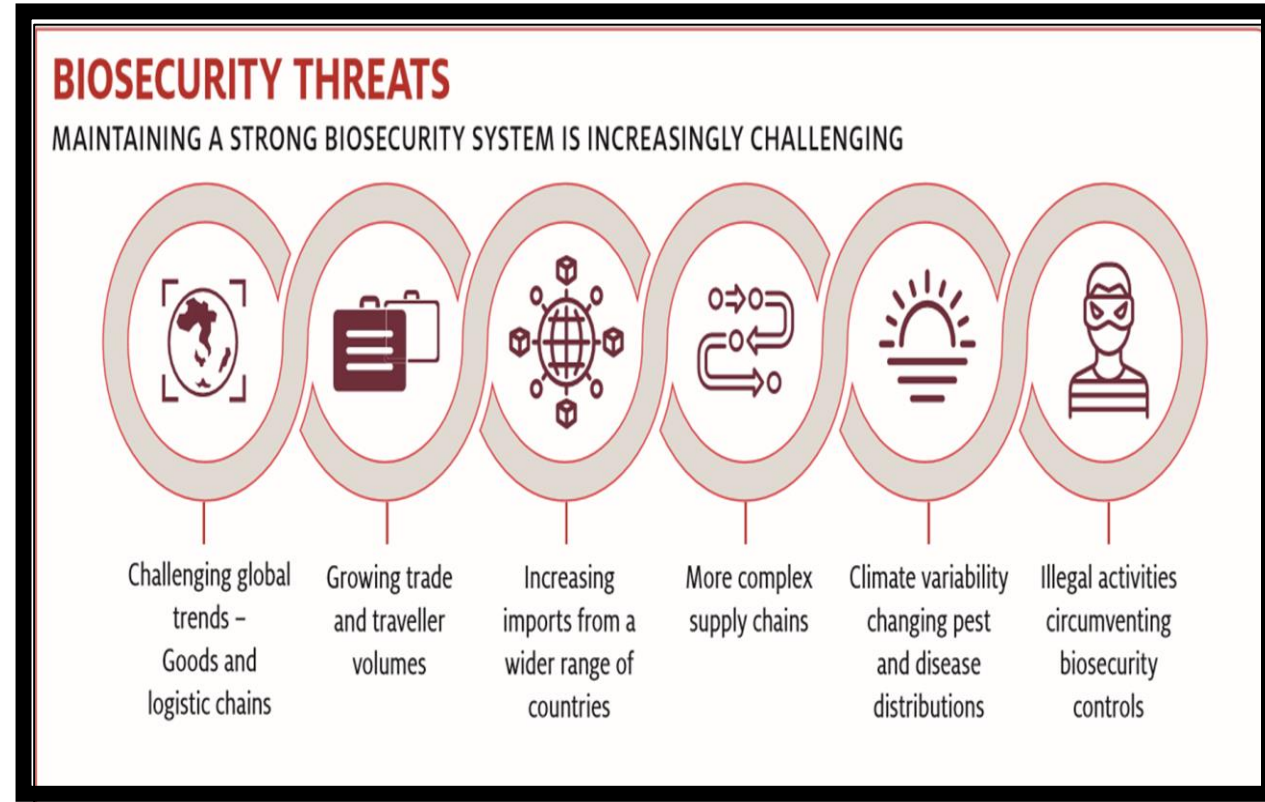 BIOSECURITY THREATS
MAINTAINING A STRONG BIOSECURITY SYSTEM IS INCREASINGLY CHALLENGING
Challenging global
trends –
Goods and
logistic chains
Growing trade
and traveller
volumes
Increasing
imports from a
wider range of
countries
More complex
supply chains
Climate variability
changing pest
and disease
distributions
Illegal activities
circumventing
biosecurity
controls